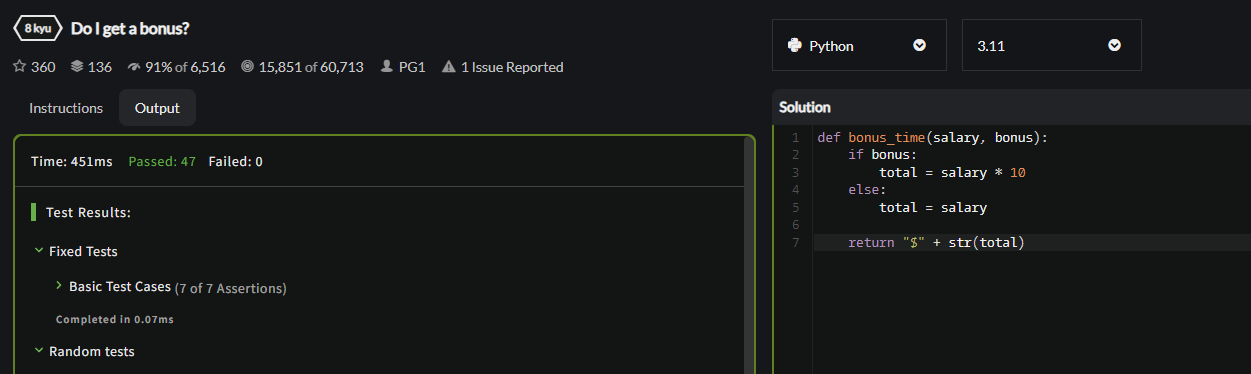 8 kyu Do I get a bonus?
360 136 91% of 6,516 15,851 of 60,713 PG1 1 Issue Reported
Instructions Output
Time: 451ms Passed: 47 Failed: 0
Test Results:
Fixed Tests
Basic Test Cases (7 of 7 Assertions)
Completed in 0.07ms
Random tests
Python 3.11
Solution
1 def bonus_time(salary, bonus):
2     if bonus:
3         total = salary * 10
4     else:
5         total = salary
6
7     return "$" + str(total)